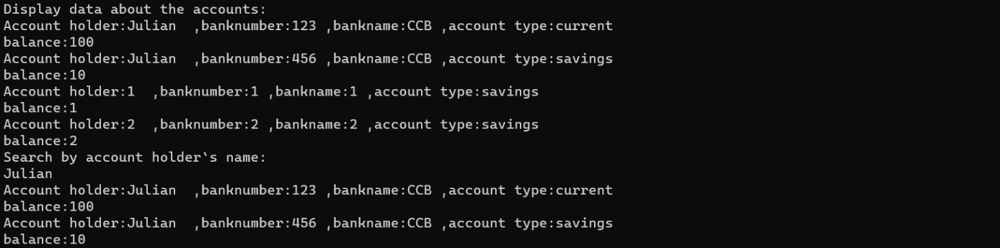 Display data about the accounts:
Account holder:Julian  ,banknumber:123 ,bankname:CCB ,account type:current
balance:100
Account holder:Julian  ,banknumber:456 ,bankname:CCB ,account type:savings
balance:10
Account holder:1  ,banknumber:1 ,bankname:1 ,account type:savings
balance:1
Account holder:2  ,banknumber:2 ,bankname:2 ,account type:savings
balance:2
Search by account holder`s name:
Julian
Account holder:Julian  ,banknumber:123 ,bankname:CCB ,account type:current
balance:100
Account holder:Julian  ,banknumber:456 ,bankname:CCB ,account type:savings
balance:10